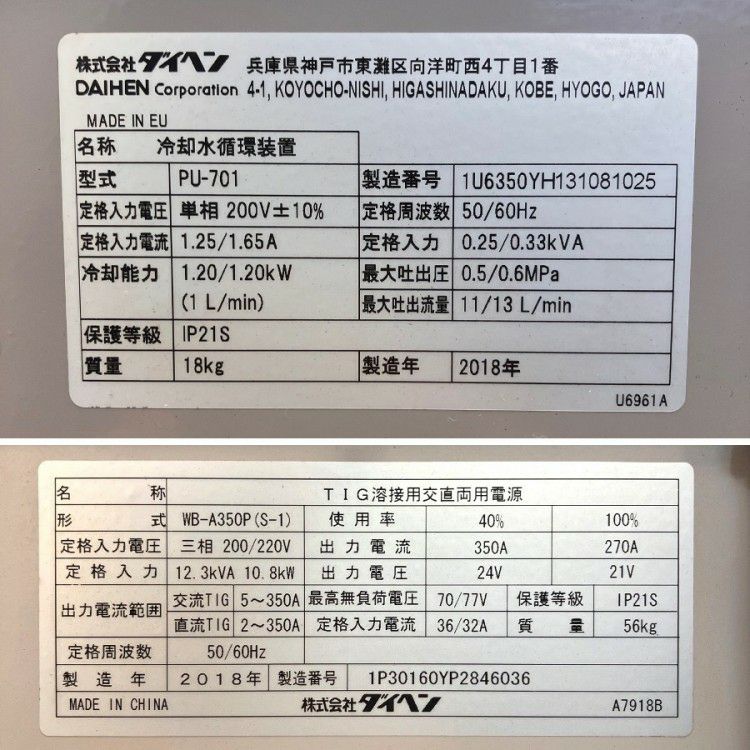 株式会社ダイヘン 兵庫県神戸市東灘区向洋町西4丁目1番
DAIHEN Corporation 4-1, KOYOCHO-NISHI, HIGASHINADAKU, KOBE, HYOGO, JAPAN
MADE IN EU
名称 冷却水循環装置
型式 PU-701 製造番号 1U6350YH131081025
定格入力電圧 単相 200V±10% 定格周波数 50/60Hz
定格入力電流 1.25/1.65A 定格入力 0.25/0.33kVA
冷却能力 1.20/1.20kW 最大吐出圧 0.5/0.6MPa
(1 L/min) 最大吐出流量 11/13 L/min
保護等級 IP21S
質量 18kg 製造年 2018年
U6961A
名 称 TIG溶接用交直両用電源
形 式 WB-A350P(S-1) 使用率 40% 100%
定格入力電圧 三相 200/220V 出力電流 350A 270A
定格入力 12.3kVA 10.8kW 出力電圧 24V 21V
出力電流範囲 交流TIG 5～350A 最高無負荷電圧 70/77V 保護等級 IP21S
直流TIG 2～350A 定格入力電流 36/32A 質量 56kg
定格周波数 50/60Hz
製造年 2018年 製造番号 1P30160YP2846036
MADE IN CHINA 株式会社ダイヘン A7918B